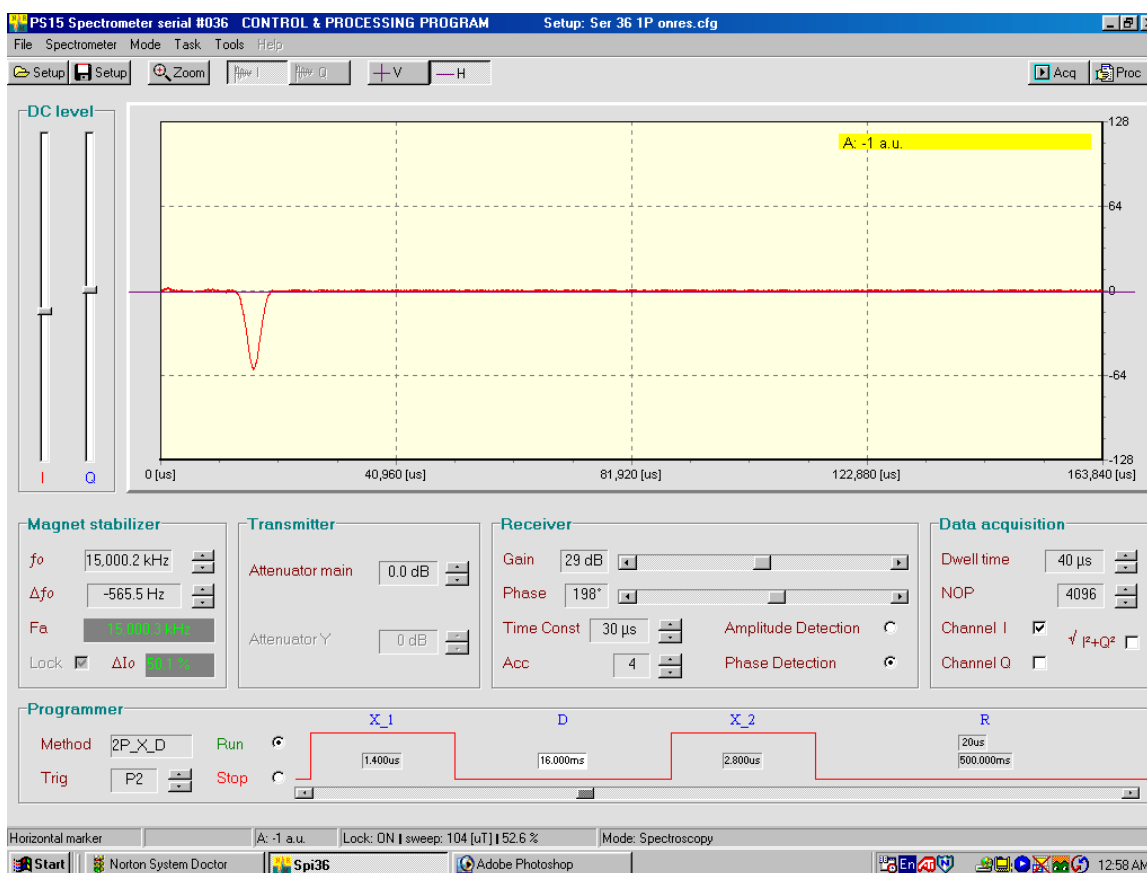 PS15 Spectrometer serial #036 CONTROL & PROCESSING PROGRAM Setup: Ser 36 1P onres.cfg
File Spectrometer Mode Task Tools Help
Setup Setup Zoom I Q V H Acq Proc
DC level
I Q
A: -1 a.u.
128
64
0
-64
-128
0 [us] 40,960 [us] 81,920 [us] 122,880 [us] 163,840 [us]
Magnet stabilizer
fo 15,000.2 kHz
Δfo -565.5 Hz
Fa 15,000.3 kHz
Lock ΔIo 50.1 %
Transmitter
Attenuator main 0.0 dB
Attenuator Y 0 dB
Receiver
Gain 29 dB
Phase 198°
Time Const 30 µs Amplitude Detection
Acc 4 Phase Detection
Data acquisition
Dwell time 40 µs
NOP 4096
Channel I √ I²+Q²
Channel Q
Programmer
X_1 D X_2 R
Method 2P_X_D Run
Trig P2 Stop
1.400us 16.000ms 2.800us 20us
500.000ms
Horizontal marker A: -1 a.u. Lock: ON | sweep: 104 [uT] | 52.6 % Mode: Spectroscopy
Start Norton System Doctor Spi36 Adobe Photoshop En 12:58 AM